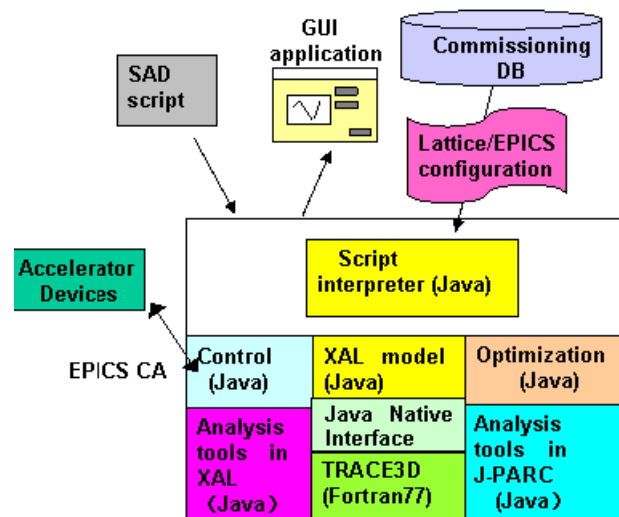 SAD
script
GUI
application
Commissioning
DB
Lattice/EPICS
configuration
Script
interpreter (Java)
Accelerator
Devices
EPICS CA
Control
(Java)
XAL model
(Java)
Optimization
(Java)
Analysis
tools in
XAL
(Java)
Java Native
Interface
TRACE3D
(Fortran77)
Analysis
tools in
J-PARC
(Java)